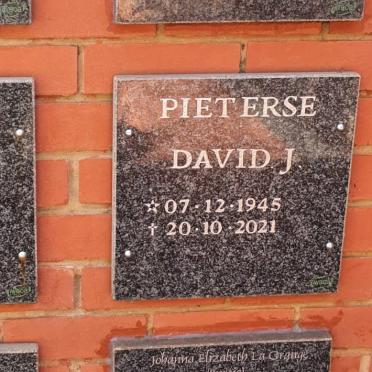 PIETERSE
DAVID J.
☆ 07·12·1945
† 20·10·2021
Johanna Elizabeth La Grange